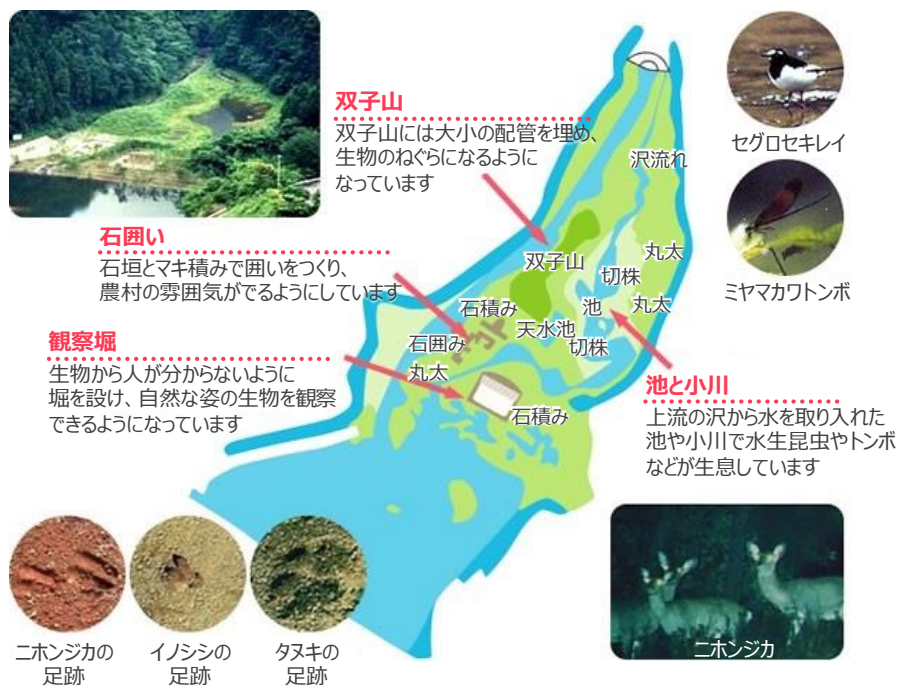 双子山
双子山には大小の配管を埋め、
生物のねぐらになるように
なっています
石囲い
石垣とマキ積みで囲いをつくり、
農村の雰囲気がでるようにしています
観察堀
生物から人が分からないように
堀を設け、自然な姿の生物を観察
できるようになっています
沢流れ
双子山
丸太
切株
石積み
池
丸太
天水池
石囲み
切株
丸太
石積み
セグロセキレイ
ミヤマカワトンボ
池と小川
上流の沢から水を取り入れた
池や小川で水生昆虫やトンボ
などが生息しています
ニホンジカの
足跡
イノシシの
足跡
タヌキの
足跡
ニホンジカ